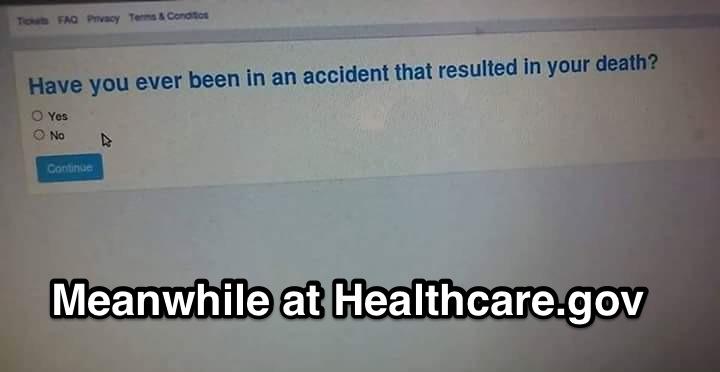 Tickets FAQ Privacy Terms & Conditios
Have you ever been in an accident that resulted in your death?
Yes
No
Continue
Meanwhile at Healthcare.gov